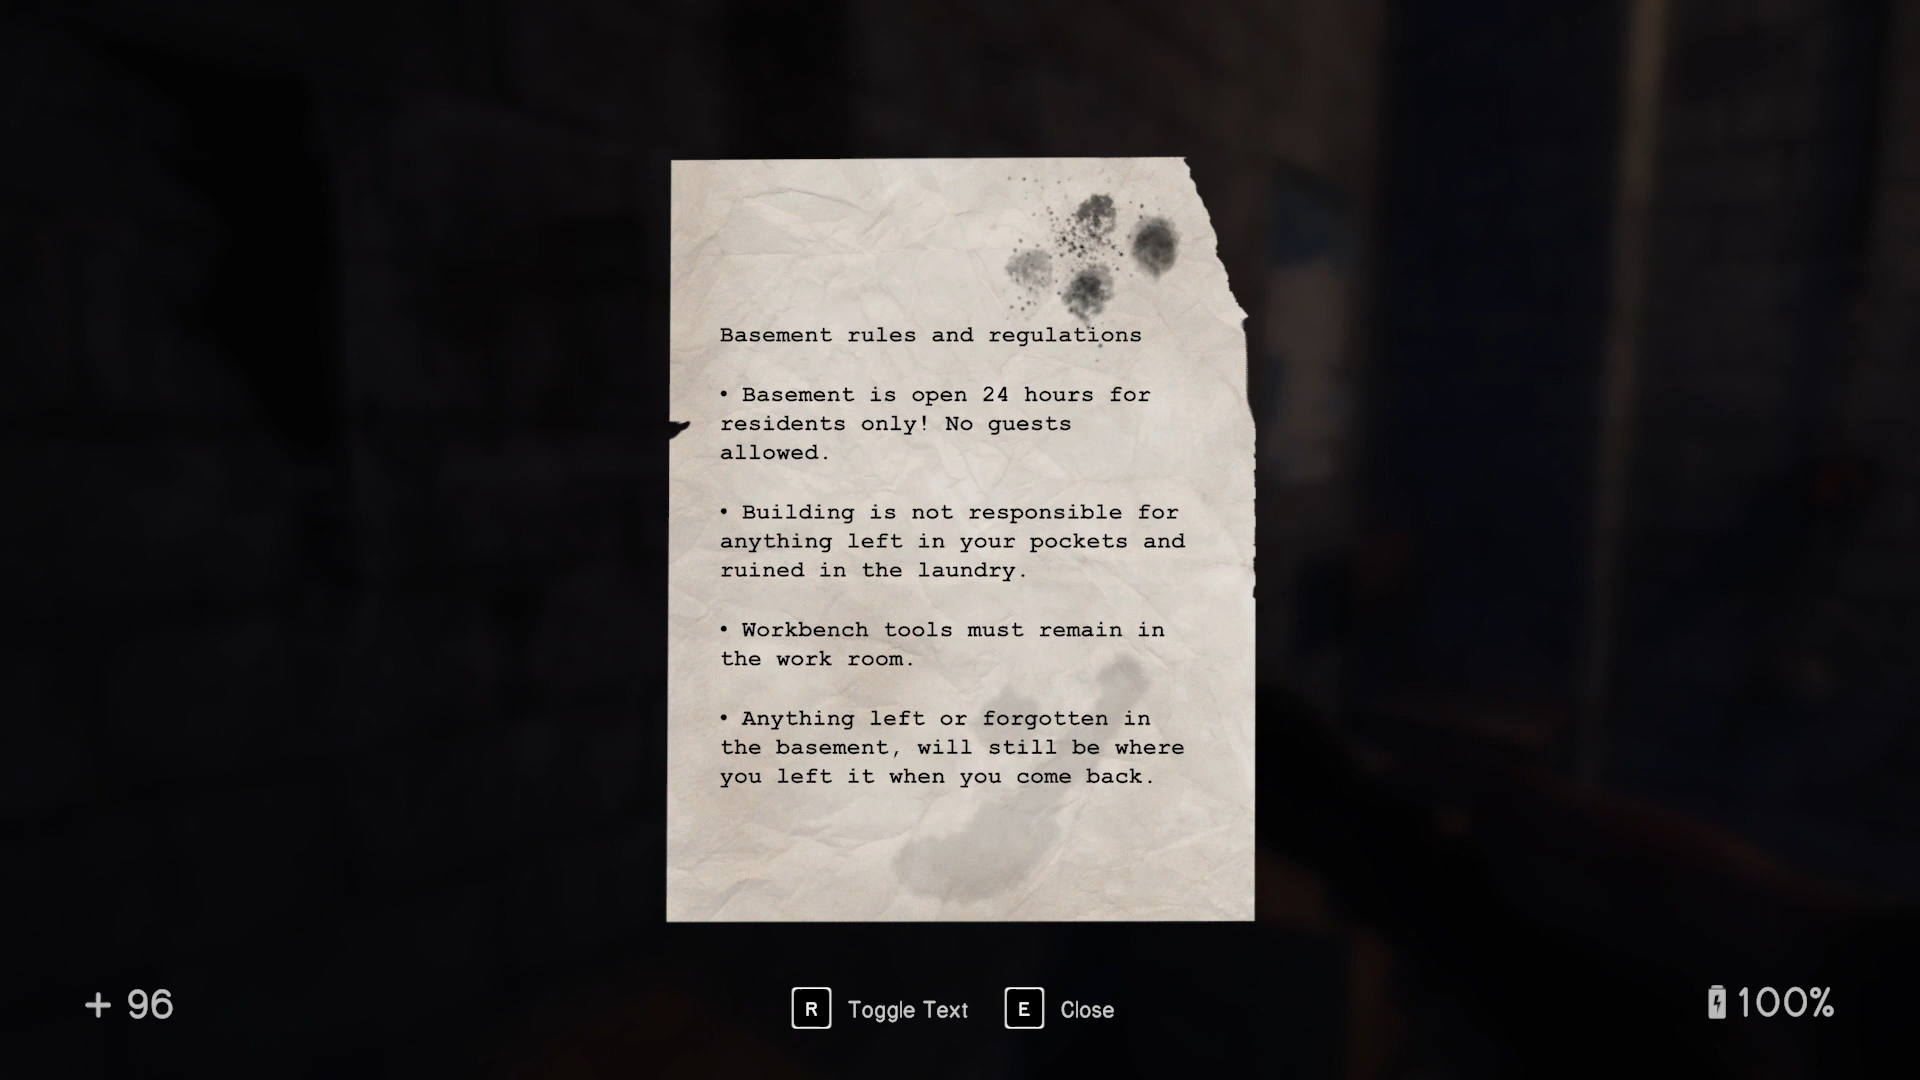 Basement rules and regulations
• Basement is open 24 hours for
residents only! No guests
allowed.
• Building is not responsible for
anything left in your pockets and
ruined in the laundry.
• Workbench tools must remain in
the work room.
• Anything left or forgotten in
the basement, will still be where
you left it when you come back.
+ 96
R Toggle Text E Close
100%